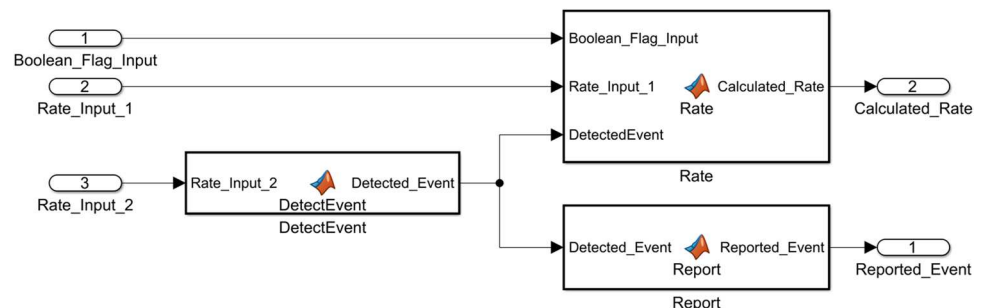 1
Boolean_Flag_Input
2
Rate_Input_1
3
Rate_Input_2
Rate_Input_2
Detected_Event
DetectEvent
DetectEvent
Boolean_Flag_Input
Rate_Input_1
Calculated_Rate
Rate
DetectedEvent
Rate
2
Calculated_Rate
Detected_Event
Reported_Event
Report
Report
1
Reported_Event